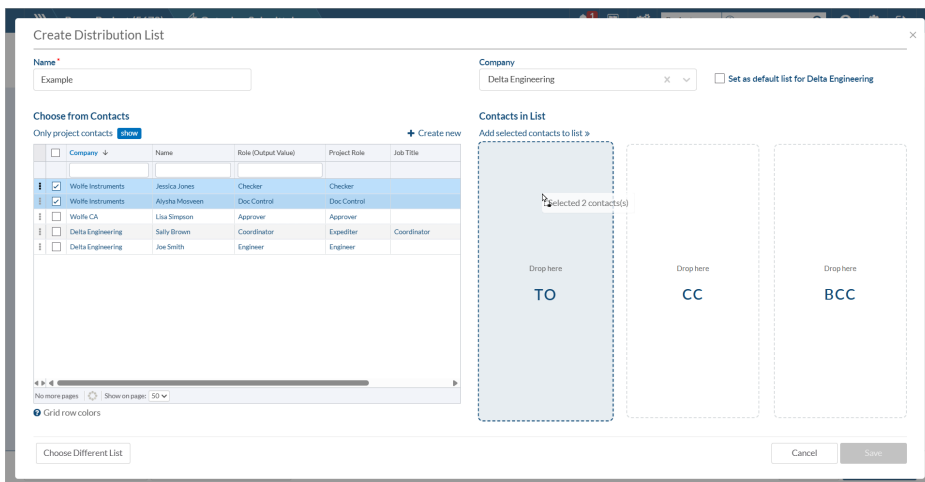 1
Create Distribution List
×
Name*
Company
Example
Delta Engineering
Set as default list for Delta Engineering
Choose from Contacts
Contacts in List
Only project contacts show
+ Create new
Add selected contacts to list »
Company ↓ Name Role (Output Value) Project Role Job Title
Wolfe Instruments Jessica Jones Checker Checker
Wolfe Instruments Alysha Mosveen Doc Control Doc Control
Wolfe CA Lisa Simpson Approver Approver
Delta Engineering Sally Brown Coordinator Expediter Coordinator
Delta Engineering Joe Smith Engineer Engineer
Selected 2 contacts(s)
Drop here
TO
Drop here
CC
Drop here
BCC
No more pages Show on page: 50
Grid row colors
Choose Different List
Cancel
Save